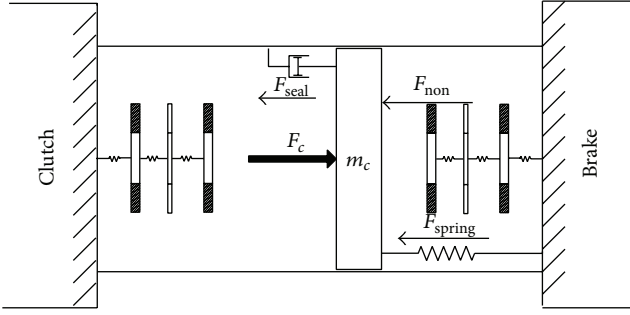 Clutch
F_seal
F_c
m_c
F_non
F_spring
Brake